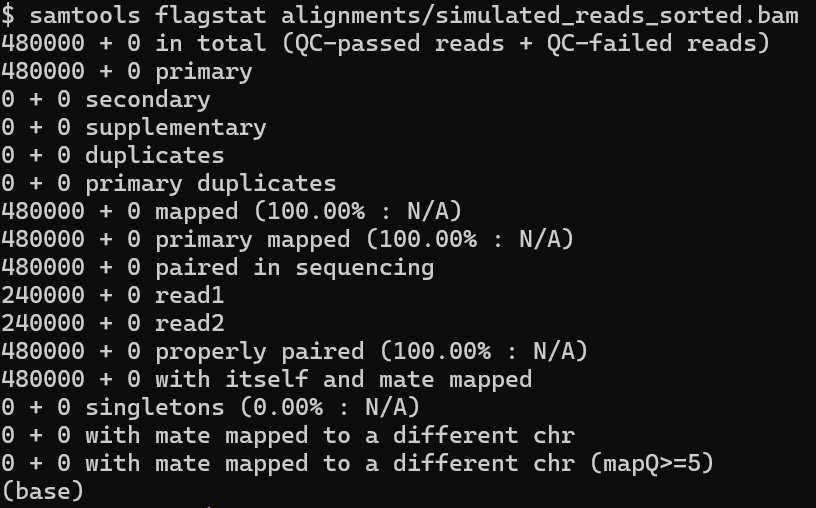 $ samtools flagstat alignments/simulated_reads_sorted.bam
480000 + 0 in total (QC-passed reads + QC-failed reads)
480000 + 0 primary
0 + 0 secondary
0 + 0 supplementary
0 + 0 duplicates
0 + 0 primary duplicates
480000 + 0 mapped (100.00% : N/A)
480000 + 0 primary mapped (100.00% : N/A)
480000 + 0 paired in sequencing
240000 + 0 read1
240000 + 0 read2
480000 + 0 properly paired (100.00% : N/A)
480000 + 0 with itself and mate mapped
0 + 0 singletons (0.00% : N/A)
0 + 0 with mate mapped to a different chr
0 + 0 with mate mapped to a different chr (mapQ>=5)
(base)